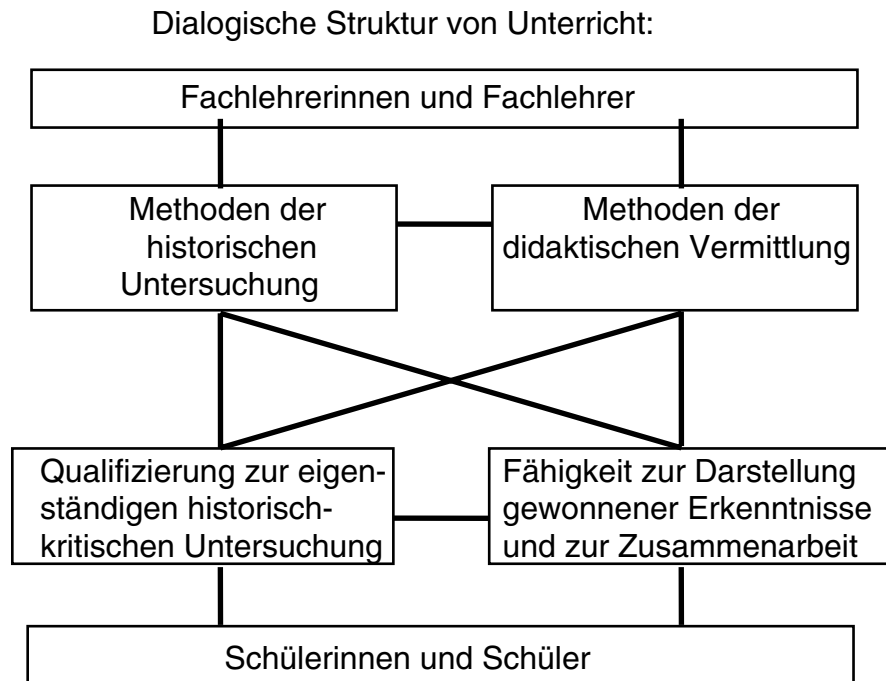 Dialogische Struktur von Unterricht:
Fachlehrerinnen und Fachlehrer
Methoden der
historischen
Untersuchung
Methoden der
didaktischen Vermittlung
Qualifizierung zur eigen-
ständigen historisch-
kritischen Untersuchung
Fähigkeit zur Darstellung
gewonnener Erkenntnisse
und zur Zusammenarbeit
Schülerinnen und Schüler